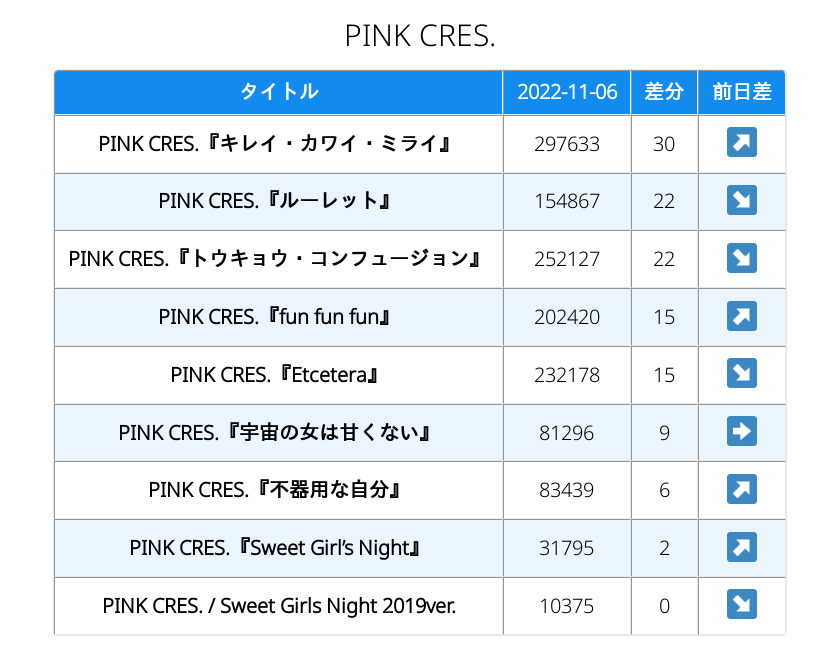 PINK CRES.
タイトル 2022-11-06 差分 前日差
PINK CRES.『キレイ・カワイ・ミライ』 297633 30 ↗
PINK CRES.『ルーレット』 154867 22 ↘
PINK CRES.『トウキョウ・コンフュージョン』 252127 22 ↘
PINK CRES.『fun fun fun』 202420 15 ↗
PINK CRES.『Etcetera』 232178 15 ↘
PINK CRES.『宇宙の女は甘くない』 81296 9 ➡
PINK CRES.『不器用な自分』 83439 6 ↗
PINK CRES.『Sweet Girl’s Night』 31795 2 ↗
PINK CRES. / Sweet Girls Night 2019ver. 10375 0 ↘